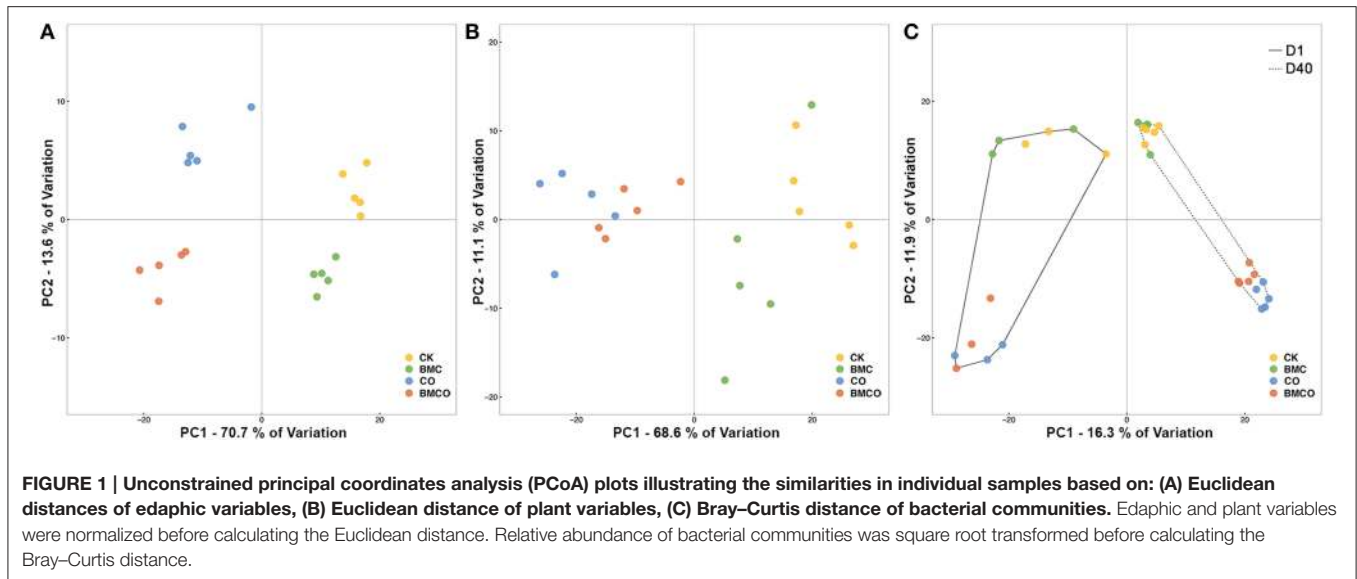 A
10
0
−10
−20
0
20
PC2 - 13.6 % of Variation
PC1 - 70.7 % of Variation
CK
BMC
CO
BMCO
B
20
10
0
−10
−20
−20
0
20
PC2 - 11.1 % of Variation
PC1 - 68.6 % of Variation
CK
BMC
CO
BMCO
C
D1
D40
20
0
−20
−20
0
20
PC2 - 11.9 % of Variation
PC1 - 16.3 % of Variation
CK
BMC
CO
BMCO
FIGURE 1 | Unconstrained principal coordinates analysis (PCoA) plots illustrating the similarities in individual samples based on: (A) Euclidean
distances of edaphic variables, (B) Euclidean distance of plant variables, (C) Bray–Curtis distance of bacterial communities. Edaphic and plant variables
were normalized before calculating the Euclidean distance. Relative abundance of bacterial communities was square root transformed before calculating the
Bray–Curtis distance.